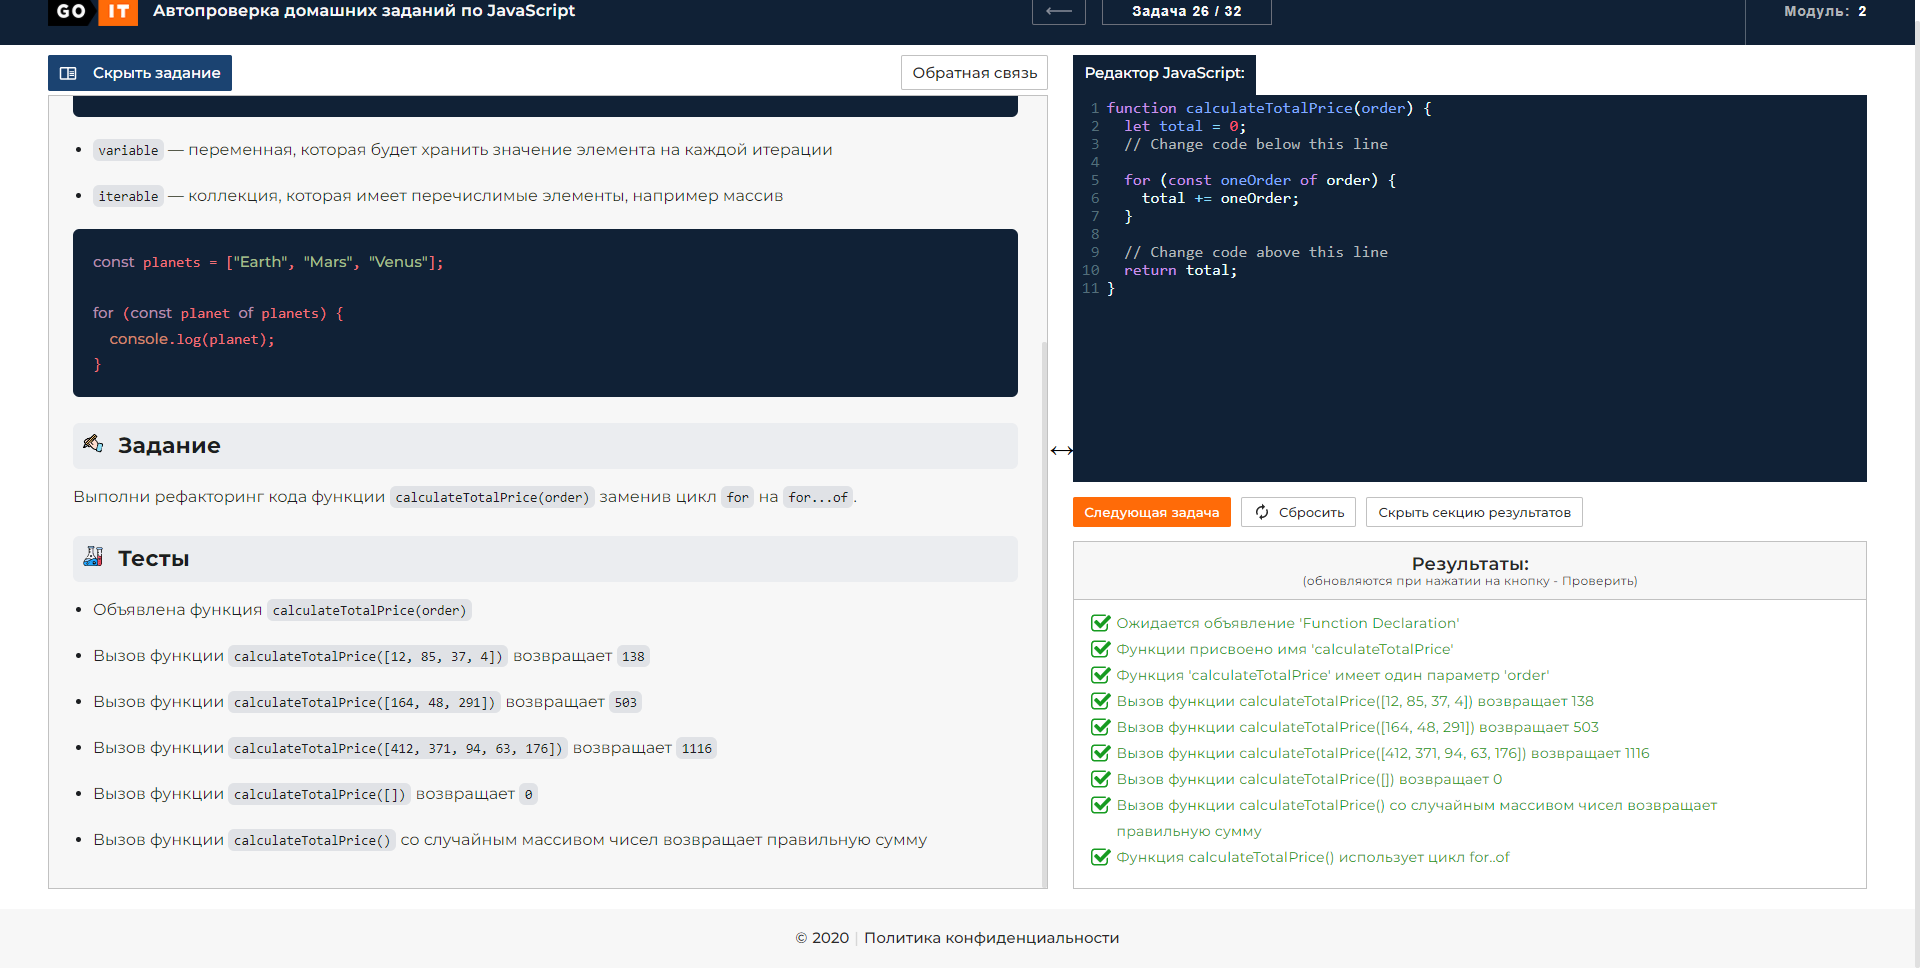 GO IT Автопроверка домашних заданий по JavaScript
Задача 26 / 32
Модуль: 2
Скрыть задание
Обратная связь
variable — переменная, которая будет хранить значение элемента на каждой итерации
iterable — коллекция, которая имеет перечислимые элементы, например массив
const planets = ["Earth", "Mars", "Venus"];
for (const planet of planets) {
console.log(planet);
}
Задание
Выполни рефакторинг кода функции calculateTotalPrice(order) заменив цикл for на for...of.
Тесты
Объявлена функция calculateTotalPrice(order)
Вызов функции calculateTotalPrice([12, 85, 37, 4]) возвращает 138
Вызов функции calculateTotalPrice([164, 48, 291]) возвращает 503
Вызов функции calculateTotalPrice([412, 371, 94, 63, 176]) возвращает 1116
Вызов функции calculateTotalPrice([]) возвращает 0
Вызов функции calculateTotalPrice() со случайным массивом чисел возвращает правильную сумму
Редактор JavaScript:
1 function calculateTotalPrice(order) {
2 let total = 0;
3 // Change code below this line
4
5 for (const oneOrder of order) {
6 total += oneOrder;
7 }
8
9 // Change code above this line
10 return total;
11 }
Следующая задача
Сбросить
Скрыть секцию результатов
Результаты:
(обновляются при нажатии на кнопку - Проверить)
Ожидается объявление 'Function Declaration'
Функции присвоено имя 'calculateTotalPrice'
Функция 'calculateTotalPrice' имеет один параметр 'order'
Вызов функции calculateTotalPrice([12, 85, 37, 4]) возвращает 138
Вызов функции calculateTotalPrice([164, 48, 291]) возвращает 503
Вызов функции calculateTotalPrice([412, 371, 94, 63, 176]) возвращает 1116
Вызов функции calculateTotalPrice([]) возвращает 0
Вызов функции calculateTotalPrice() со случайным массивом чисел возвращает
правильную сумму
Функция calculateTotalPrice() использует цикл for..of
© 2020 | Политика конфиденциальности